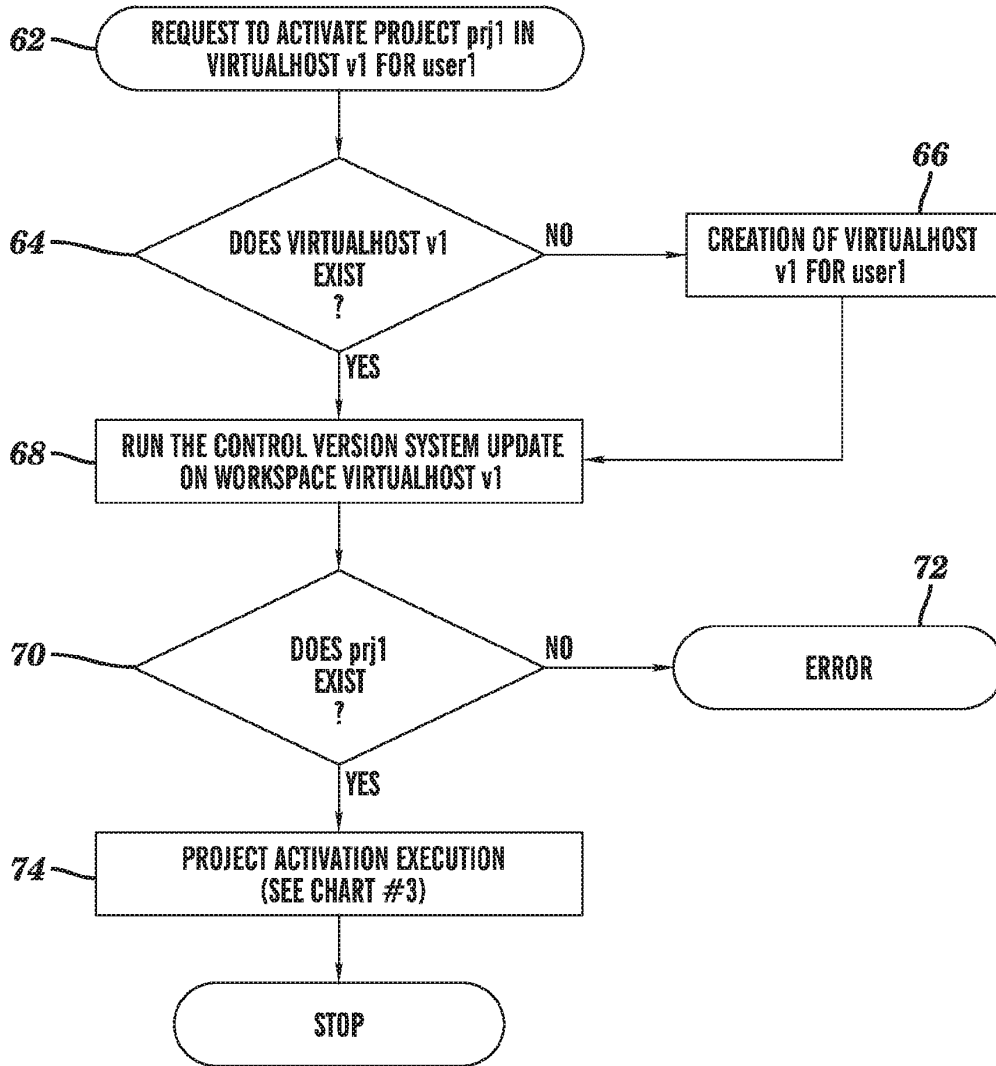 62
REQUEST TO ACTIVATE PROJECT prj1 IN
VIRTUALHOST v1 FOR user1
66
64
DOES VIRTUALHOST v1
EXIST
?
NO
CREATION OF VIRTUALHOST
v1 FOR user1
YES
68
RUN THE CONTROL VERSION SYSTEM UPDATE
ON WORKSPACE VIRTUALHOST v1
72
70
DOES prj1
EXIST
?
NO
ERROR
YES
74
PROJECT ACTIVATION EXECUTION
(SEE CHART #3)
STOP